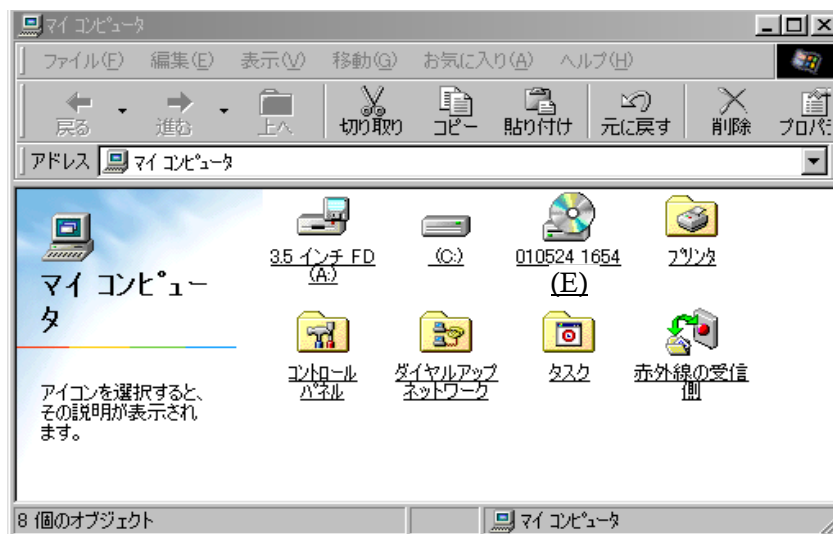 マイ コンピュータ
ファイル(F) 編集(E) 表示(V) 移動(G) お気に入り(A) ヘルプ(H)
戻る 進む 上へ 切り取り コピー 貼り付け 元に戻す 削除 プロパ
アドレス マイ コンピュータ
マイ コンピュー
タ
アイコンを選択すると、
その説明が表示され
ます。
3.5 インチ FD
(A:)
(C:)
010524 1654
(E)
プリンタ
コントロール
パネル
ダイヤルアップ
ネットワーク
タスク
赤外線の受信
側
8 個のオブジェクト
マイ コンピュータ